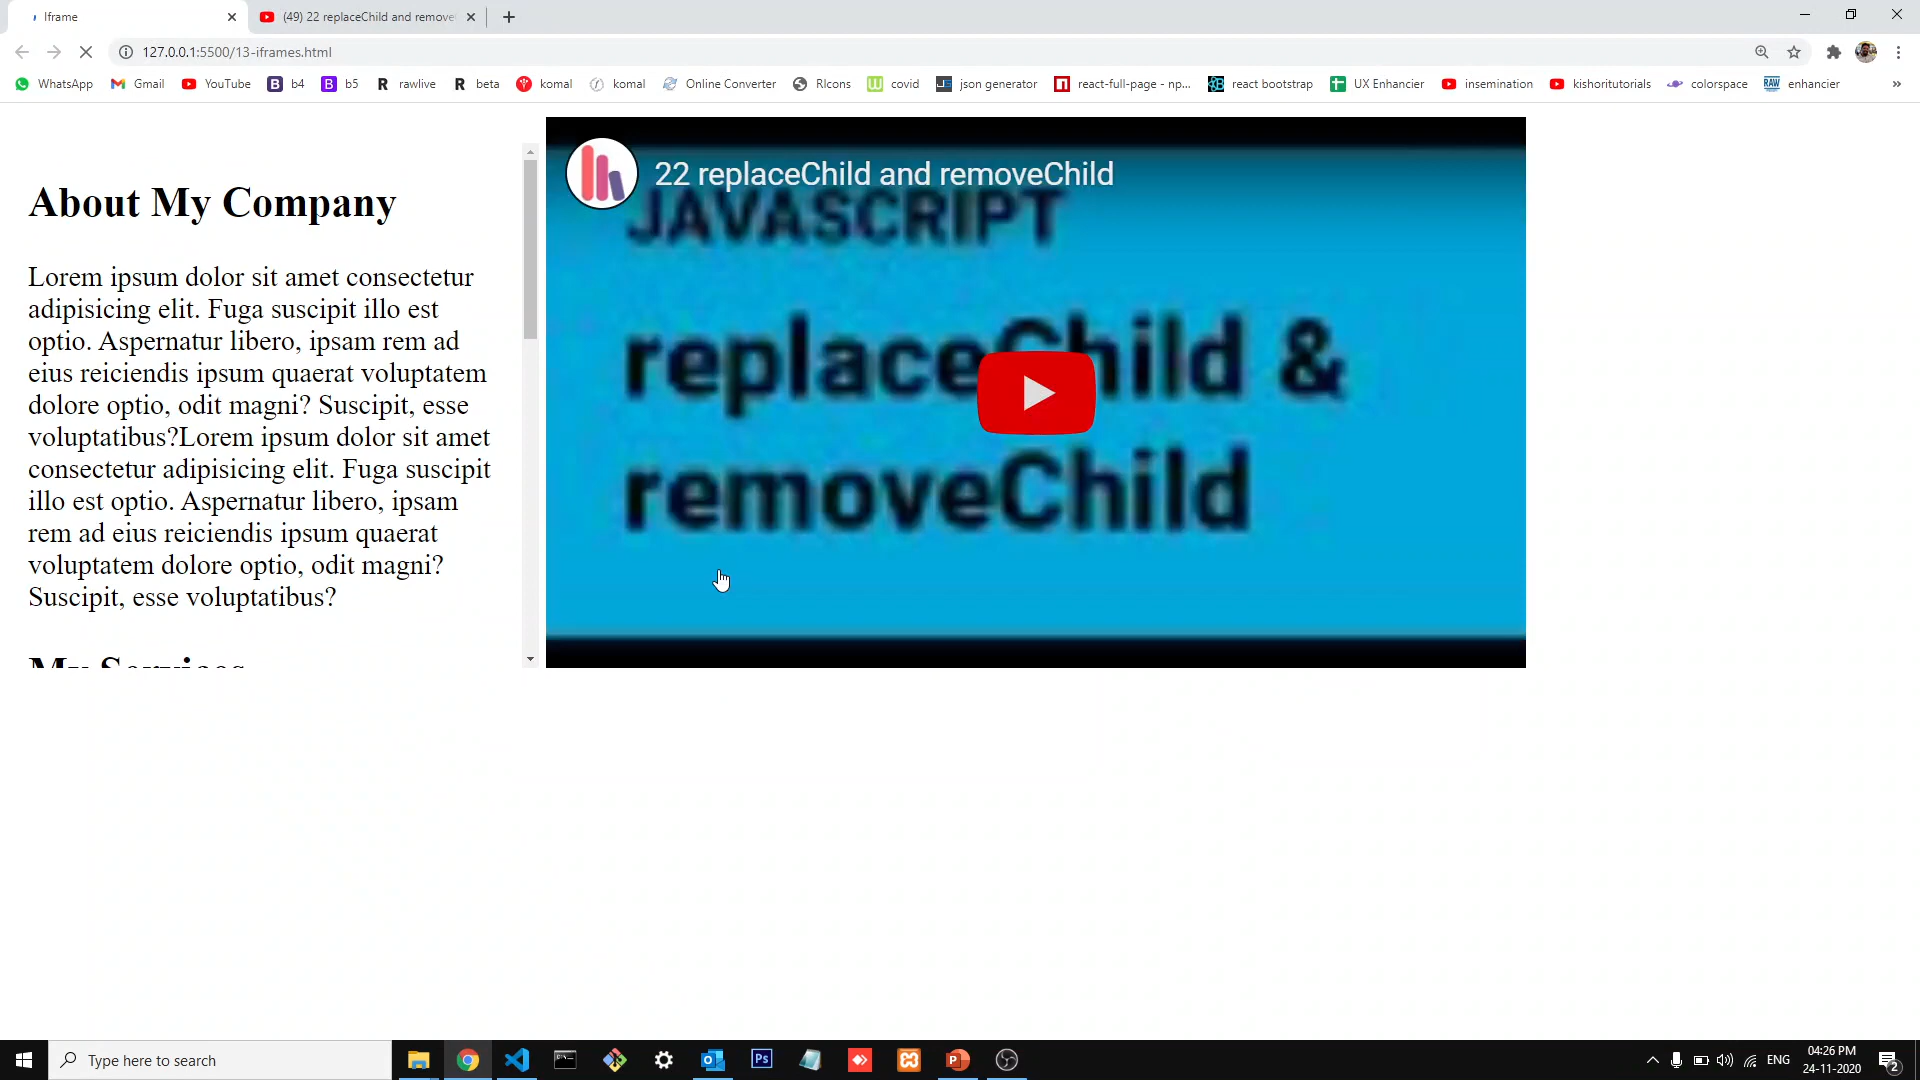 Iframe
(49) 22 replaceChild and remove
127.0.0.1:5500/13-iframes.html
WhatsApp Gmail YouTube b4 b5 rawlive beta komal komal Online Converter RIcons covid json generator react-full-page - np... react bootstrap UX Enhancier insemination kishoritutorials colorspace enhancier
About My Company
Lorem ipsum dolor sit amet consectetur
adipisicing elit. Fuga suscipit illo est
optio. Aspernatur libero, ipsam rem ad
eius reiciendis ipsum quaerat voluptatem
dolore optio, odit magni? Suscipit, esse
voluptatibus?Lorem ipsum dolor sit amet
consectetur adipisicing elit. Fuga suscipit
illo est optio. Aspernatur libero, ipsam
rem ad eius reiciendis ipsum quaerat
voluptatem dolore optio, odit magni?
Suscipit, esse voluptatibus?
My Services
22 replaceChild and removeChild
JAVASCRIPT
replaceChild &
removeChild
Type here to search
Ps
ENG
04:26 PM
24-11-2020
2